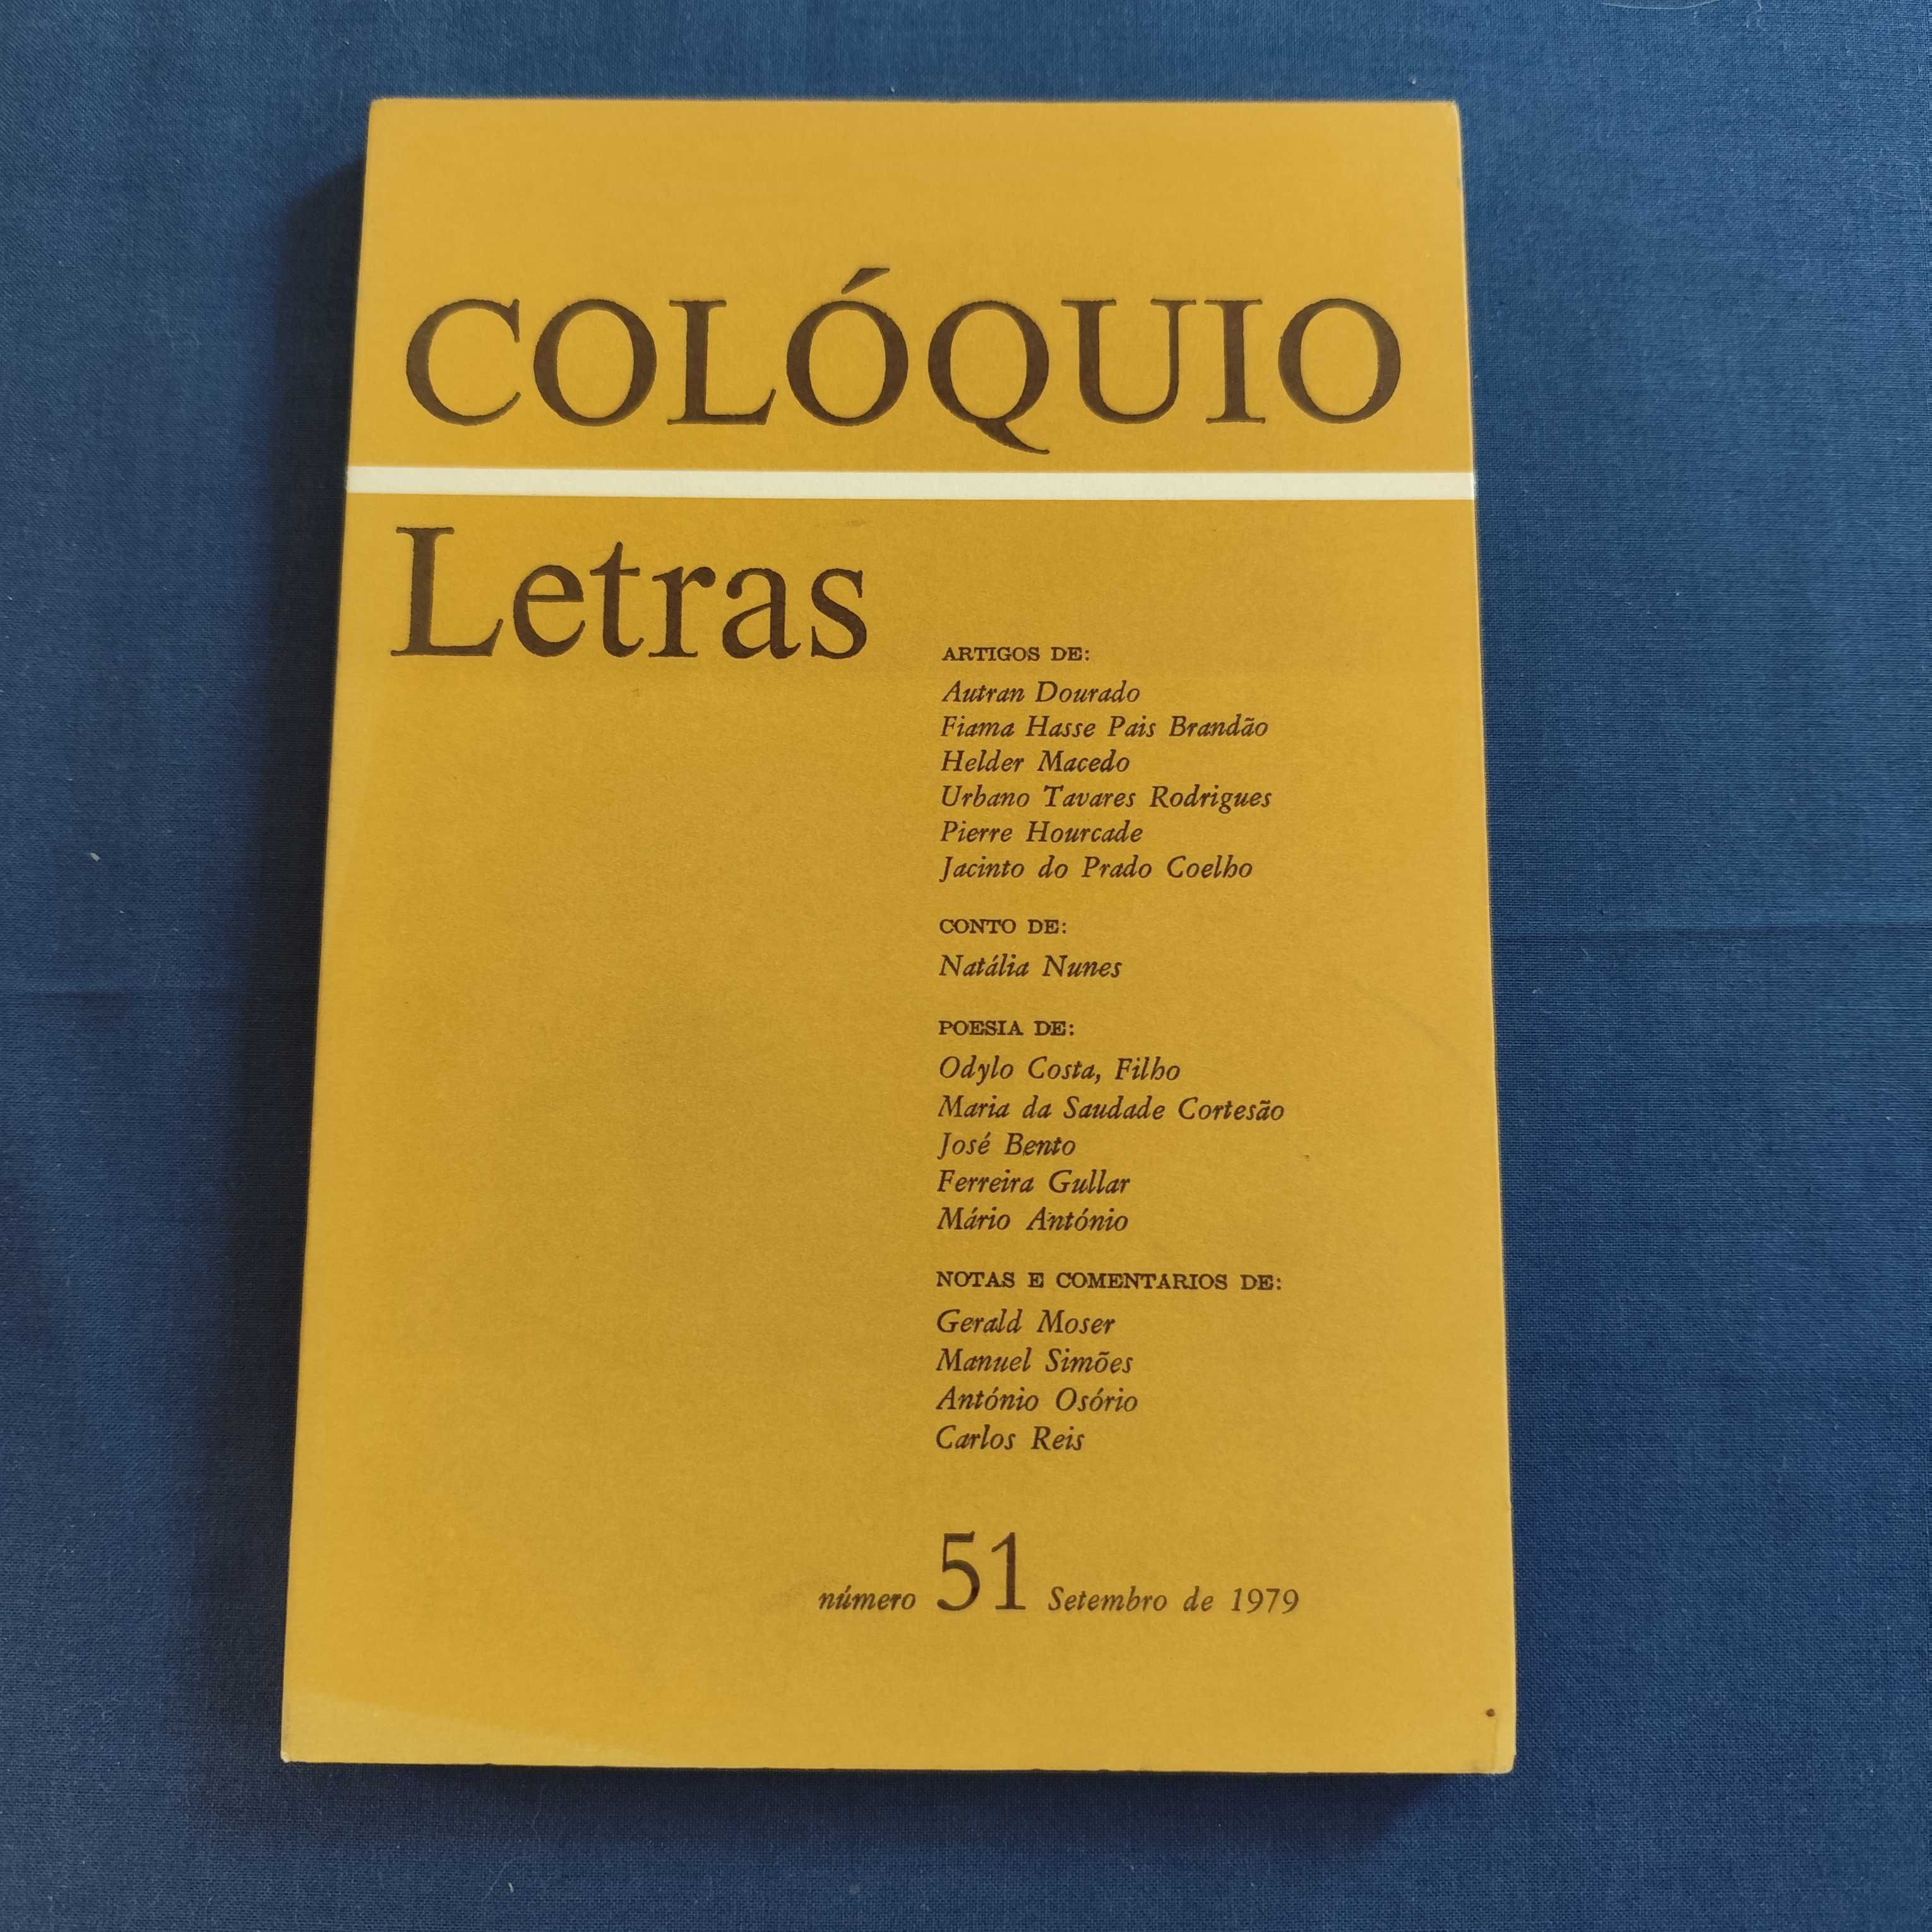 COLÓQUIO
Letras
ARTIGOS DE:
Autran Dourado
Fiama Hasse Pais Brandão
Helder Macedo
Urbano Tavares Rodrigues
Pierre Hourcade
Jacinto do Prado Coelho
CONTO DE:
Natália Nunes
POESIA DE:
Odylo Costa, Filho
Maria da Saudade Cortesão
José Bento
Ferreira Gullar
Mário António
NOTAS E COMENTARIOS DE:
Gerald Moser
Manuel Simões
António Osório
Carlos Reis
número 51 Setembro de 1979